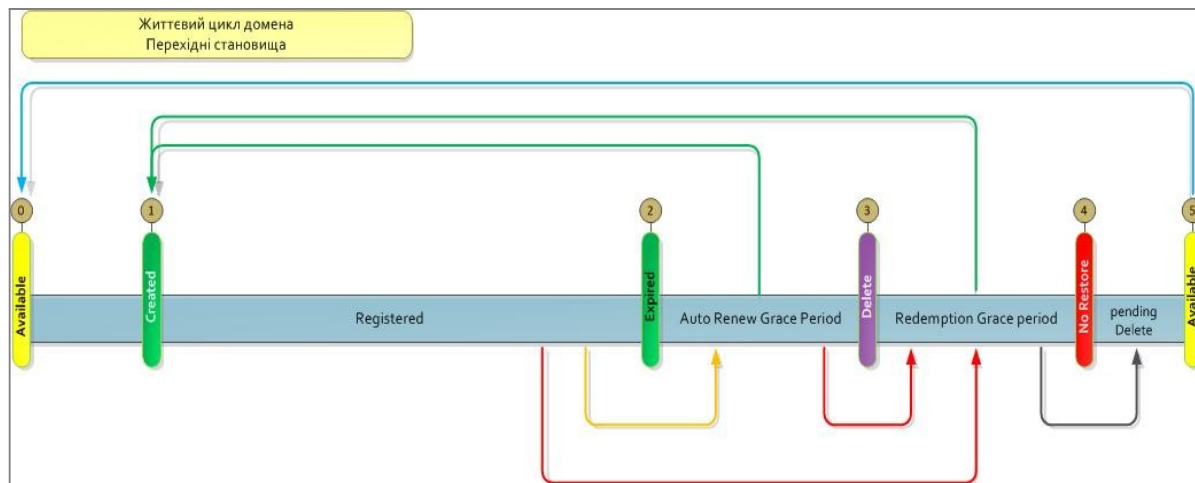 Життєвий цикл домена
Перехідні становища
0
1
2
3
4
5
Available
Created
Registered
Expired
Auto Renew Grace Period
Delete
Redemption Grace period
No Restore
pending
Delete
Available